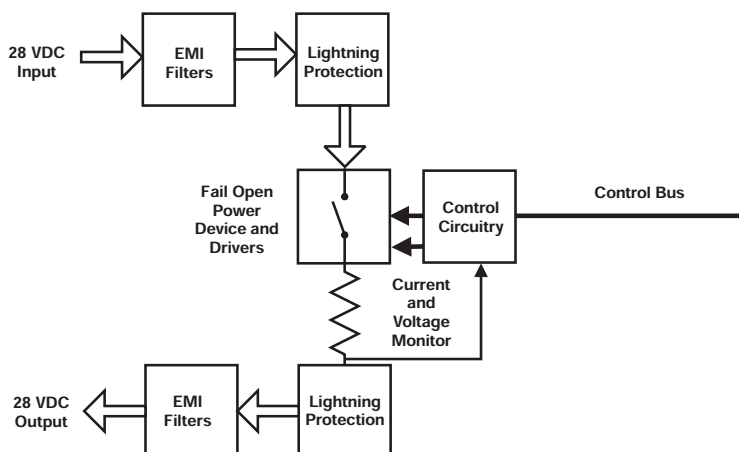 28 VDC
Input
EMI
Filters
Lightning
Protection
Fail Open
Power
Device and
Drivers
Control
Circuitry
Control Bus
Current
and
Voltage
Monitor
28 VDC
Output
EMI
Filters
Lightning
Protection